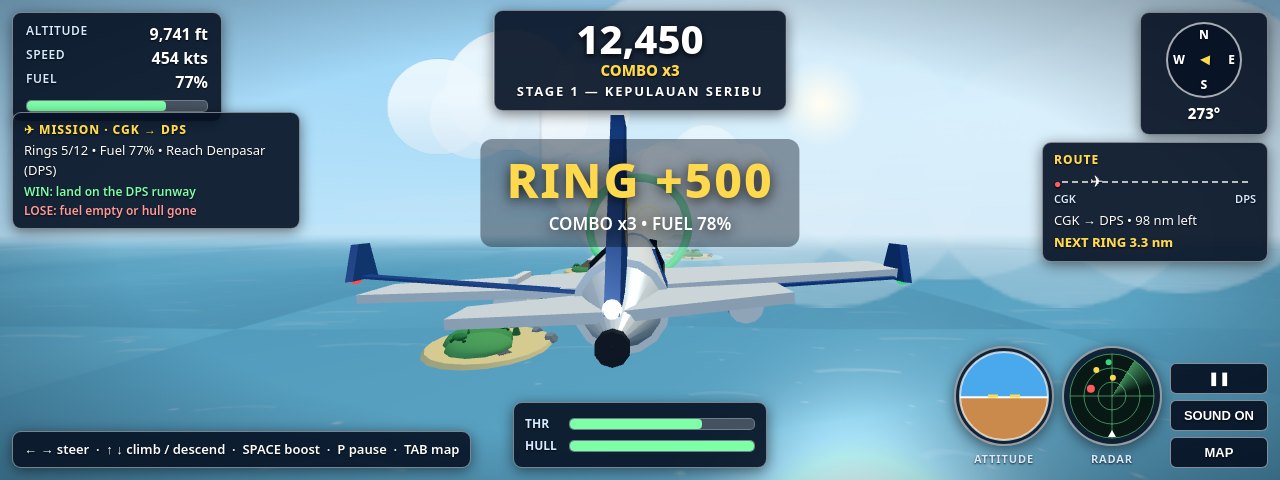 ALTITUDE 9,741 ft
SPEED 454 kts
FUEL 77%
✈ MISSION · CGK → DPS
Rings 5/12 • Fuel 77% • Reach Denpasar
(DPS)
WIN: land on the DPS runway
LOSE: fuel empty or hull gone
12,450
COMBO x3
STAGE 1 — KEPULAUAN SERIBU
RING +500
COMBO x3 • FUEL 78%
N
W E
S
273°
ROUTE
CGK DPS
CGK → DPS • 98 nm left
NEXT RING 3.3 nm
← → steer · ↑ ↓ climb / descend · SPACE boost · P pause · TAB map
THR
HULL
ATTITUDE
RADAR
SOUND ON
MAP